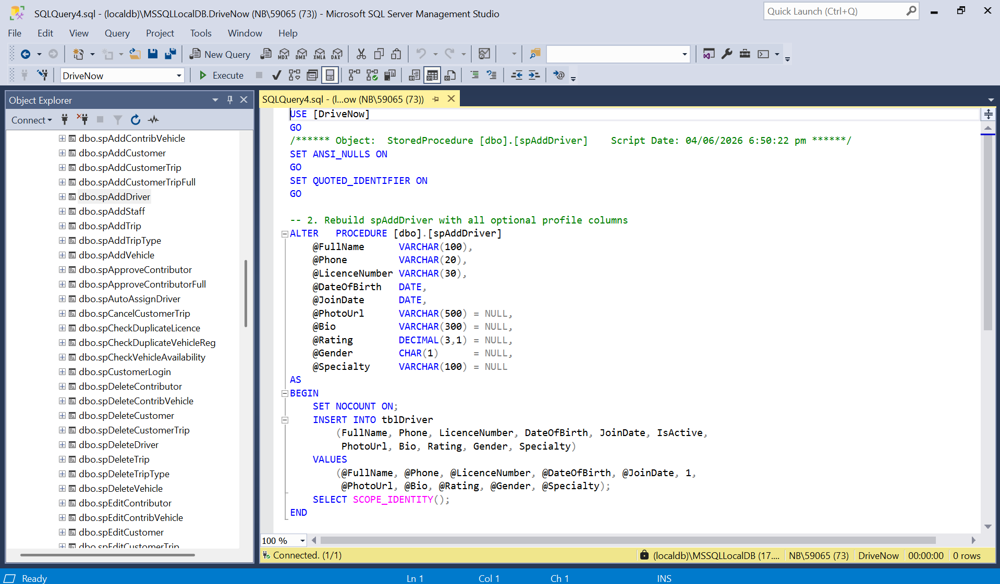 SQLQuery4.sql - (localdb)\MSSQLLocalDB.DriveNow (NB\59065 (73)) - Microsoft SQL Server Management Studio
Quick Launch (Ctrl+Q)
File Edit View Query Project Tools Window Help
New Query MDX DMX XMLA DAX
DriveNow Execute
Object Explorer
Connect
dbo.spAddContribVehicle
dbo.spAddCustomer
dbo.spAddCustomerTrip
dbo.spAddCustomerTripFull
dbo.spAddDriver
dbo.spAddStaff
dbo.spAddTrip
dbo.spAddTripType
dbo.spAddVehicle
dbo.spApproveContributor
dbo.spApproveContributorFull
dbo.spAutoAssignDriver
dbo.spCancelCustomerTrip
dbo.spCheckDuplicateLicence
dbo.spCheckDuplicateVehicleReg
dbo.spCheckVehicleAvailability
dbo.spCustomerLogin
dbo.spDeleteContributor
dbo.spDeleteContribVehicle
dbo.spDeleteCustomer
dbo.spDeleteCustomerTrip
dbo.spDeleteDriver
dbo.spDeleteTrip
dbo.spDeleteTripType
dbo.spDeleteVehicle
dbo.spEditContributor
dbo.spEditContribVehicle
dbo.spEditCustomer
dbo.spEditCustomerTrip
SQLQuery4.sql - (l...ow (NB\59065 (73))
USE [DriveNow]
GO
/****** Object:  StoredProcedure [dbo].[spAddDriver]    Script Date: 04/06/2026 6:50:22 pm ******/
SET ANSI_NULLS ON
GO
SET QUOTED_IDENTIFIER ON
GO
-- 2. Rebuild spAddDriver with all optional profile columns
ALTER   PROCEDURE [dbo].[spAddDriver]
    @FullName      VARCHAR(100),
    @Phone         VARCHAR(20),
    @LicenceNumber VARCHAR(30),
    @DateOfBirth   DATE,
    @JoinDate      DATE,
    @PhotoUrl      VARCHAR(500) = NULL,
    @Bio           VARCHAR(300) = NULL,
    @Rating        DECIMAL(3,1) = NULL,
    @Gender        CHAR(1)      = NULL,
    @Specialty     VARCHAR(100) = NULL
AS
BEGIN
    SET NOCOUNT ON;
    INSERT INTO tblDriver
        (FullName, Phone, LicenceNumber, DateOfBirth, JoinDate, IsActive,
         PhotoUrl, Bio, Rating, Gender, Specialty)
    VALUES
        (@FullName, @Phone, @LicenceNumber, @DateOfBirth, @JoinDate, 1,
         @PhotoUrl, @Bio, @Rating, @Gender, @Specialty);
    SELECT SCOPE_IDENTITY();
END
100 %
Connected. (1/1) (localdb)\MSSQLLocalDB (17.... NB\59065 (73) DriveNow 00:00:00 0 rows
Ready Ln 1 Col 1 Ch 1 INS